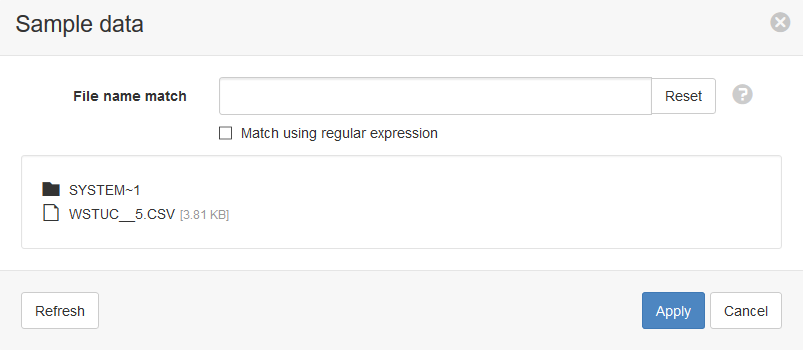 Sample data
File name match
Reset
?
Match using regular expression
SYSTEM~1
WSTUC__5.CSV [3.81 KB]
Refresh
Apply
Cancel